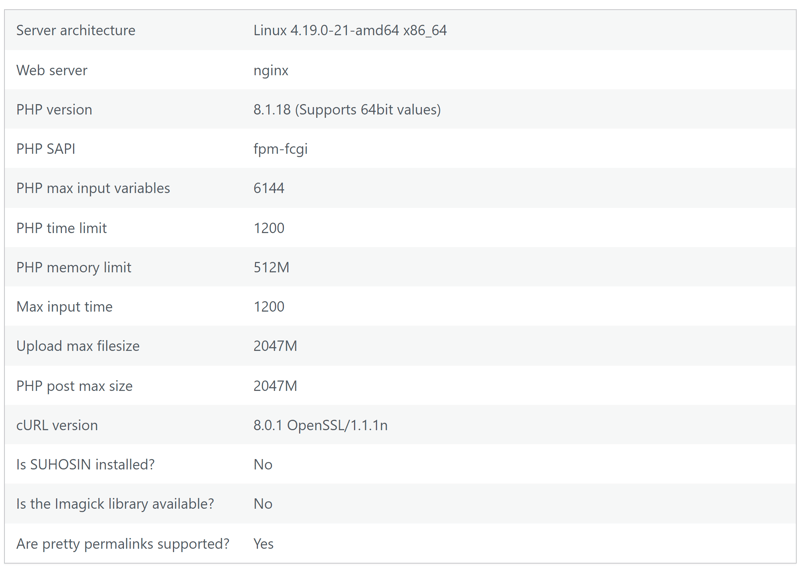 Server architecture Linux 4.19.0-21-amd64 x86_64
Web server nginx
PHP version 8.1.18 (Supports 64bit values)
PHP SAPI fpm-fcgi
PHP max input variables 6144
PHP time limit 1200
PHP memory limit 512M
Max input time 1200
Upload max filesize 2047M
PHP post max size 2047M
cURL version 8.0.1 OpenSSL/1.1.1n
Is SUHOSIN installed? No
Is the Imagick library available? No
Are pretty permalinks supported? Yes